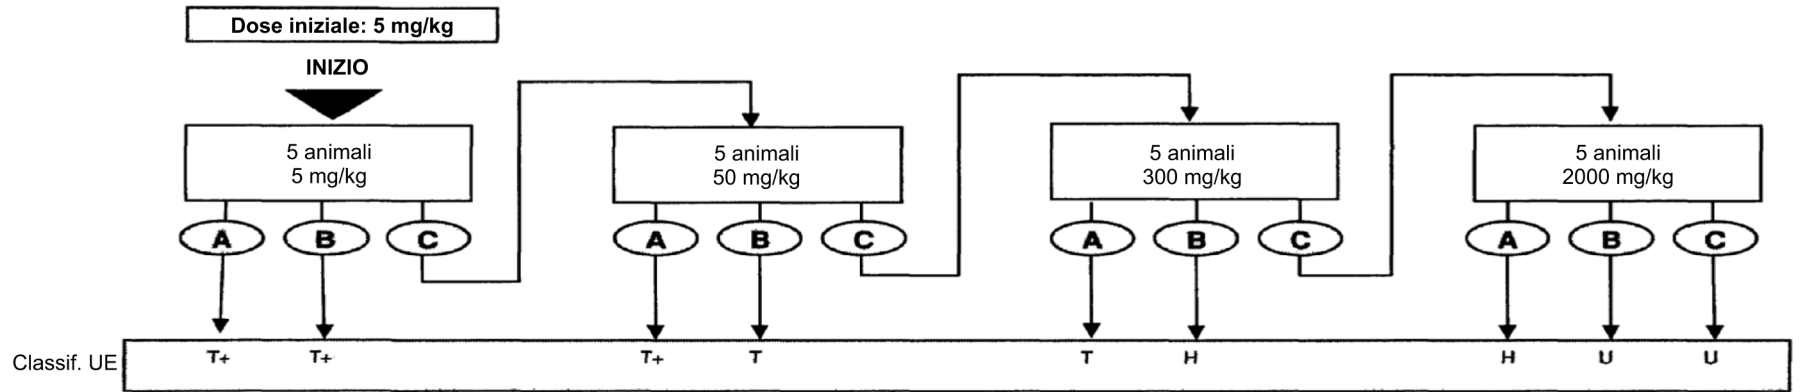 Dose iniziale: 5 mg/kg
INIZIO
5 animali
5 mg/kg
5 animali
50 mg/kg
5 animali
300 mg/kg
5 animali
2000 mg/kg
A B C A B C A B C A B C
Classif. UE T+ T+ T+ T T H H U U